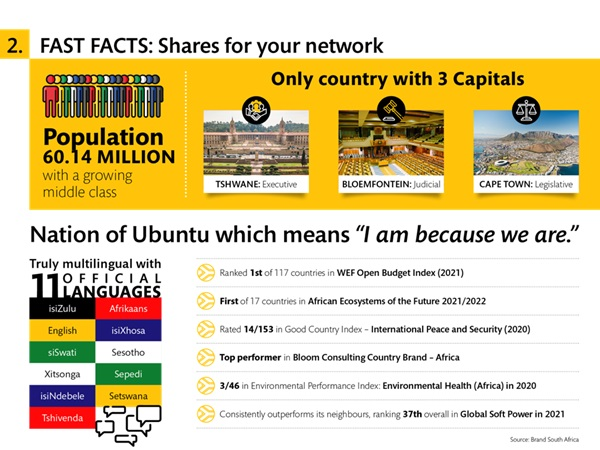 2. FAST FACTS: Shares for your network
Population
60.14 MILLION
with a growing
middle class
Only country with 3 Capitals
TSHWANE: Executive
BLOEMFONTEIN: Judicial
CAPE TOWN: Legislative
Nation of Ubuntu which means “I am because we are.”
Truly multilingual with
11 OFFICIAL
LANGUAGES
isiZulu Afrikaans
English isiXhosa
siSwati Sesotho
Xitsonga Sepedi
isiNdebele Setswana
Tshivenda
Ranked 1st of 117 countries in WEF Open Budget Index (2021)
First of 17 countries in African Ecosystems of the Future 2021/2022
Rated 14/153 in Good Country Index – International Peace and Security (2020)
Top performer in Bloom Consulting Country Brand – Africa
3/46 in Environmental Performance Index: Environmental Health (Africa) in 2020
Consistently outperforms its neighbours, ranking 37th overall in Global Soft Power in 2021
Source: Brand South Africa